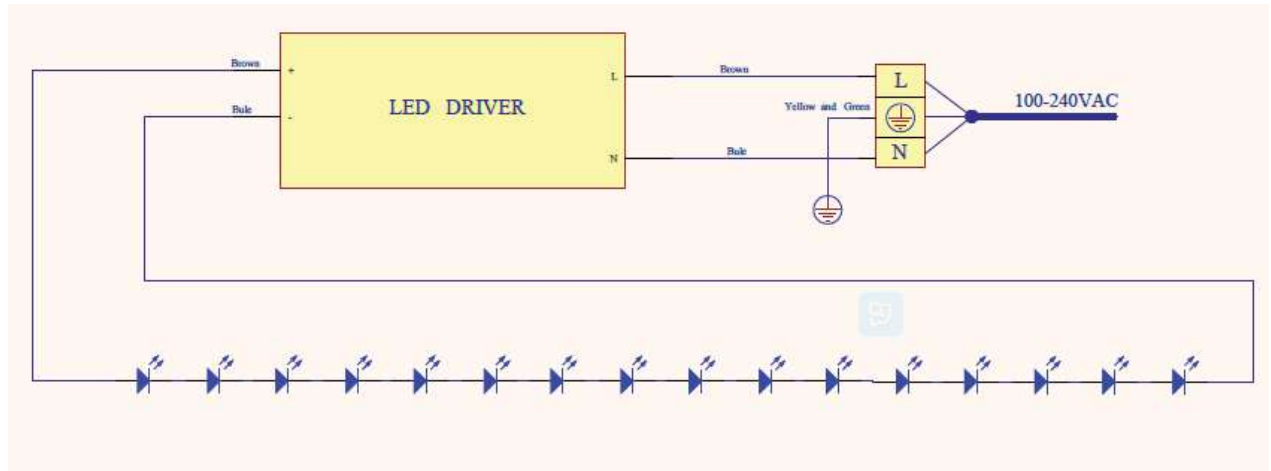 Brown
+
LED DRIVER
L
Brown
L
100-240VAC
Yellow and Green
Bule
-
N
Bule
N